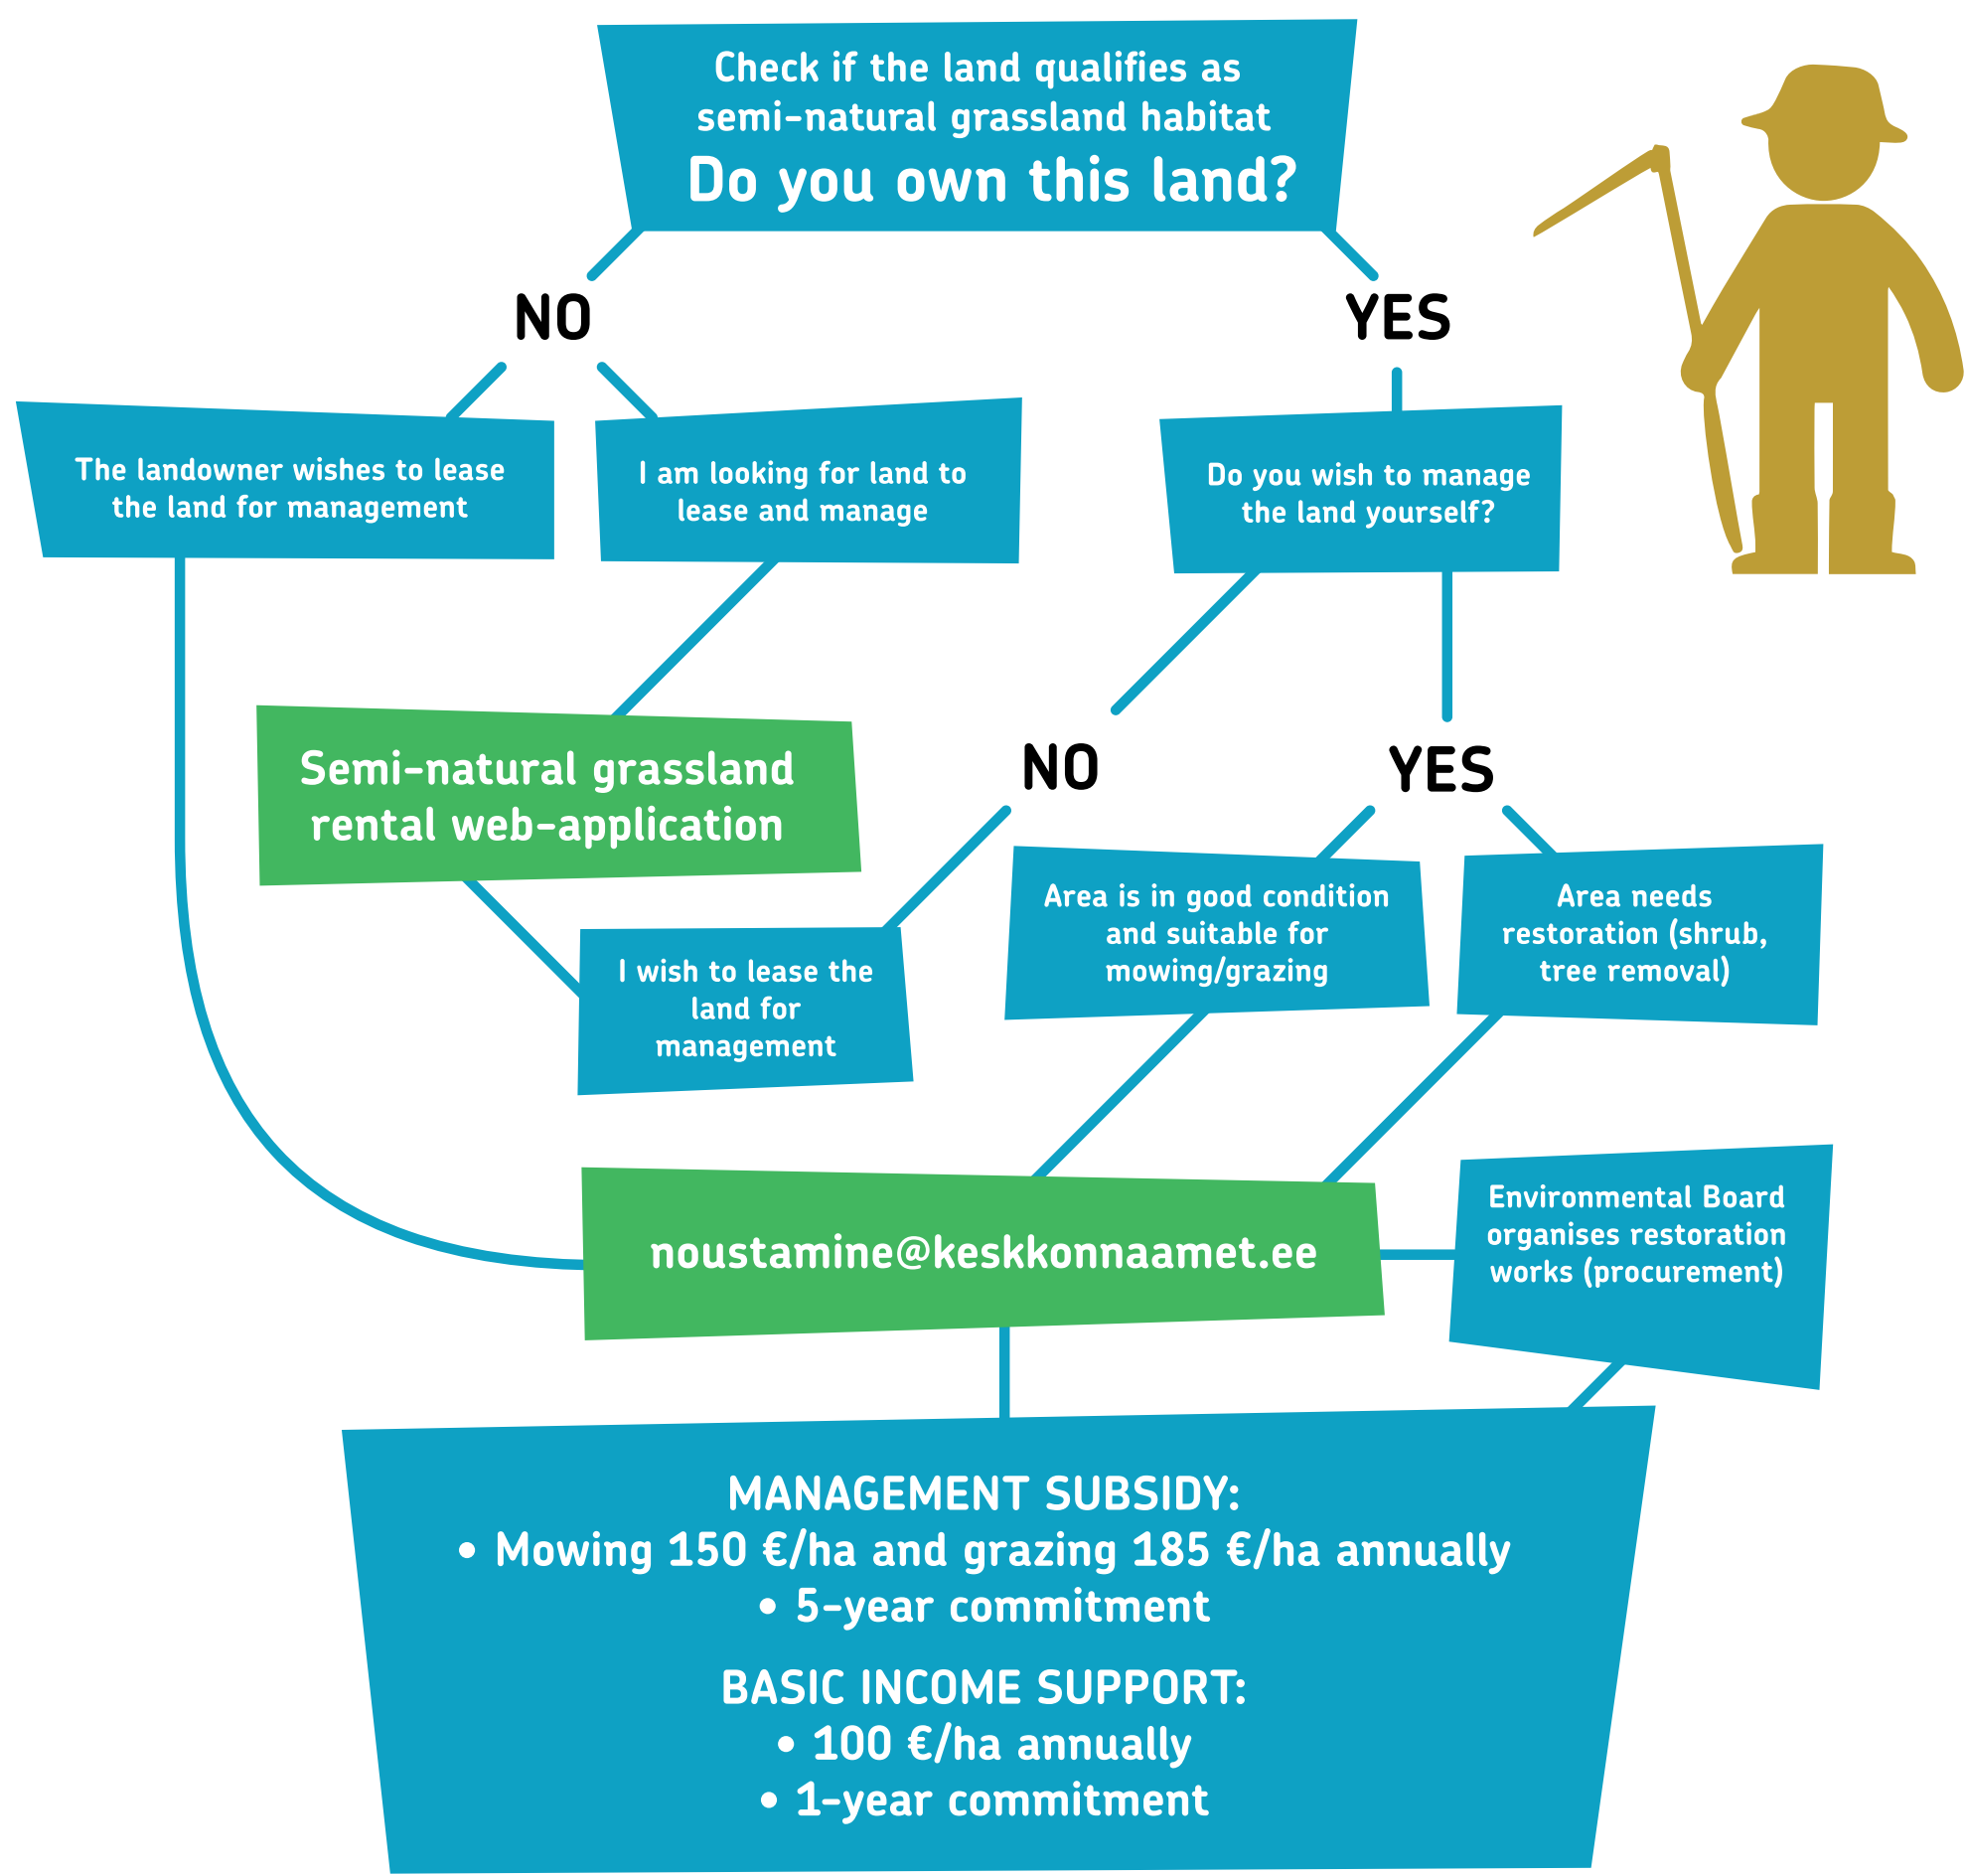 Check if the land qualifies as
semi-natural grassland habitat
Do you own this land?
NO
YES
The landowner wishes to lease
the land for management
I am looking for land to
lease and manage
Do you wish to manage
the land yourself?
Semi-natural grassland
rental web-application
NO
YES
I wish to lease the
land for
management
Area is in good condition
and suitable for
mowing/grazing
Area needs
restoration (shrub,
tree removal)
noustamine@keskkonnaamet.ee
Environmental Board
organises restoration
works (procurement)
MANAGEMENT SUBSIDY:
• Mowing 150 €/ha and grazing 185 €/ha annually
• 5-year commitment
BASIC INCOME SUPPORT:
• 100 €/ha annually
• 1-year commitment